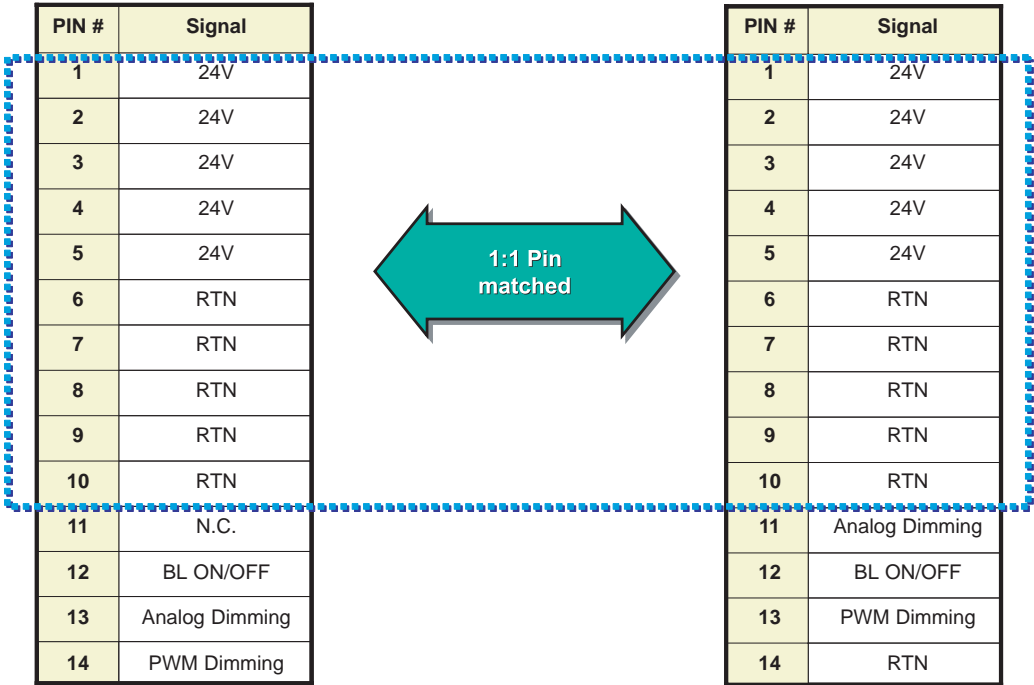 PIN # Signal
1 24V
2 24V
3 24V
4 24V
5 24V
6 RTN
7 RTN
8 RTN
9 RTN
10 RTN
11 N.C.
12 BL ON/OFF
13 Analog Dimming
14 PWM Dimming
1:1 Pin
matched
PIN # Signal
1 24V
2 24V
3 24V
4 24V
5 24V
6 RTN
7 RTN
8 RTN
9 RTN
10 RTN
11 Analog Dimming
12 BL ON/OFF
13 PWM Dimming
14 RTN